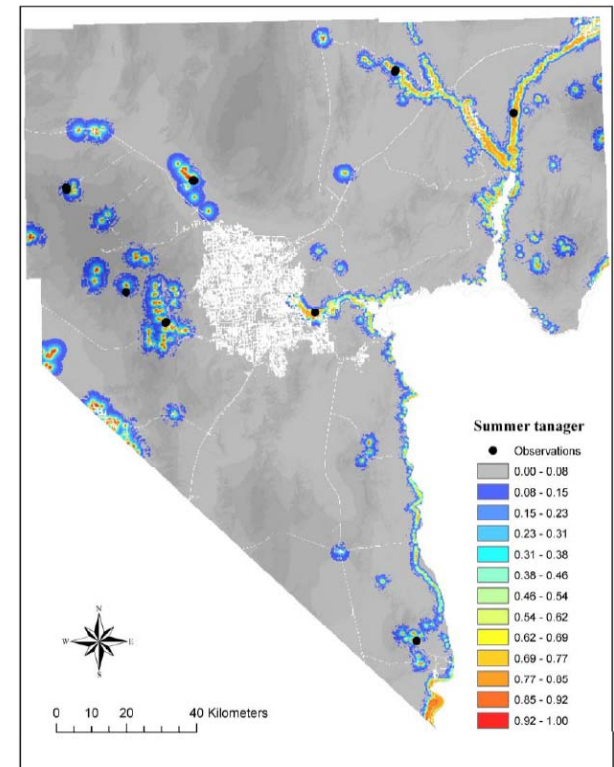 Summer tanager
Observations
0.00 - 0.08
0.08 - 0.15
0.15 - 0.23
0.23 - 0.31
0.31 - 0.38
0.38 - 0.46
0.46 - 0.54
0.54 - 0.62
0.62 - 0.69
0.69 - 0.77
0.77 - 0.85
0.85 - 0.92
0.92 - 1.00
N
W E
S
0 10 20 40 Kilometers